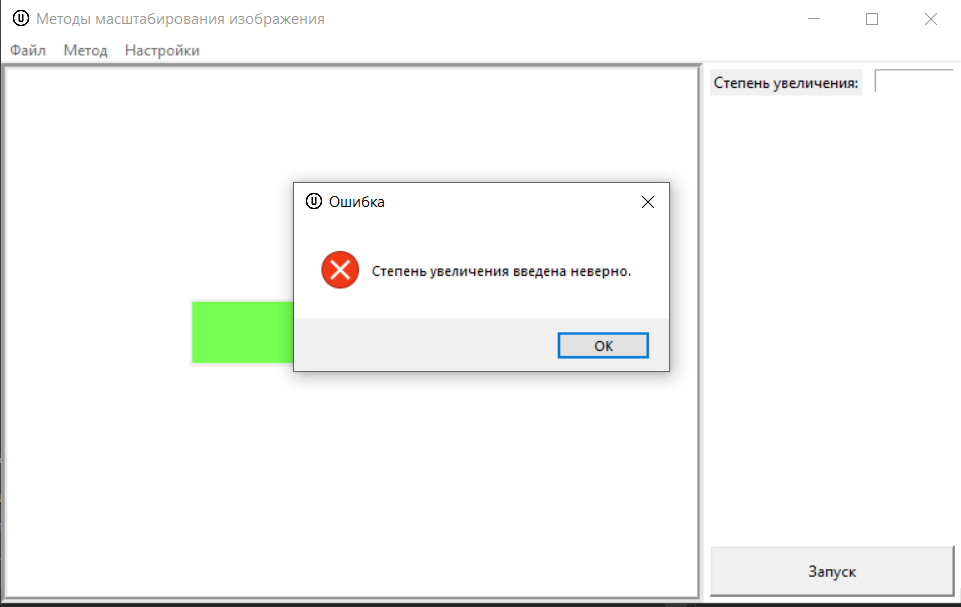 Методы масштабирования изображения
Файл Метод Настройки
Степень увеличения:
Ошибка
Степень увеличения введена неверно.
OK
Запуск